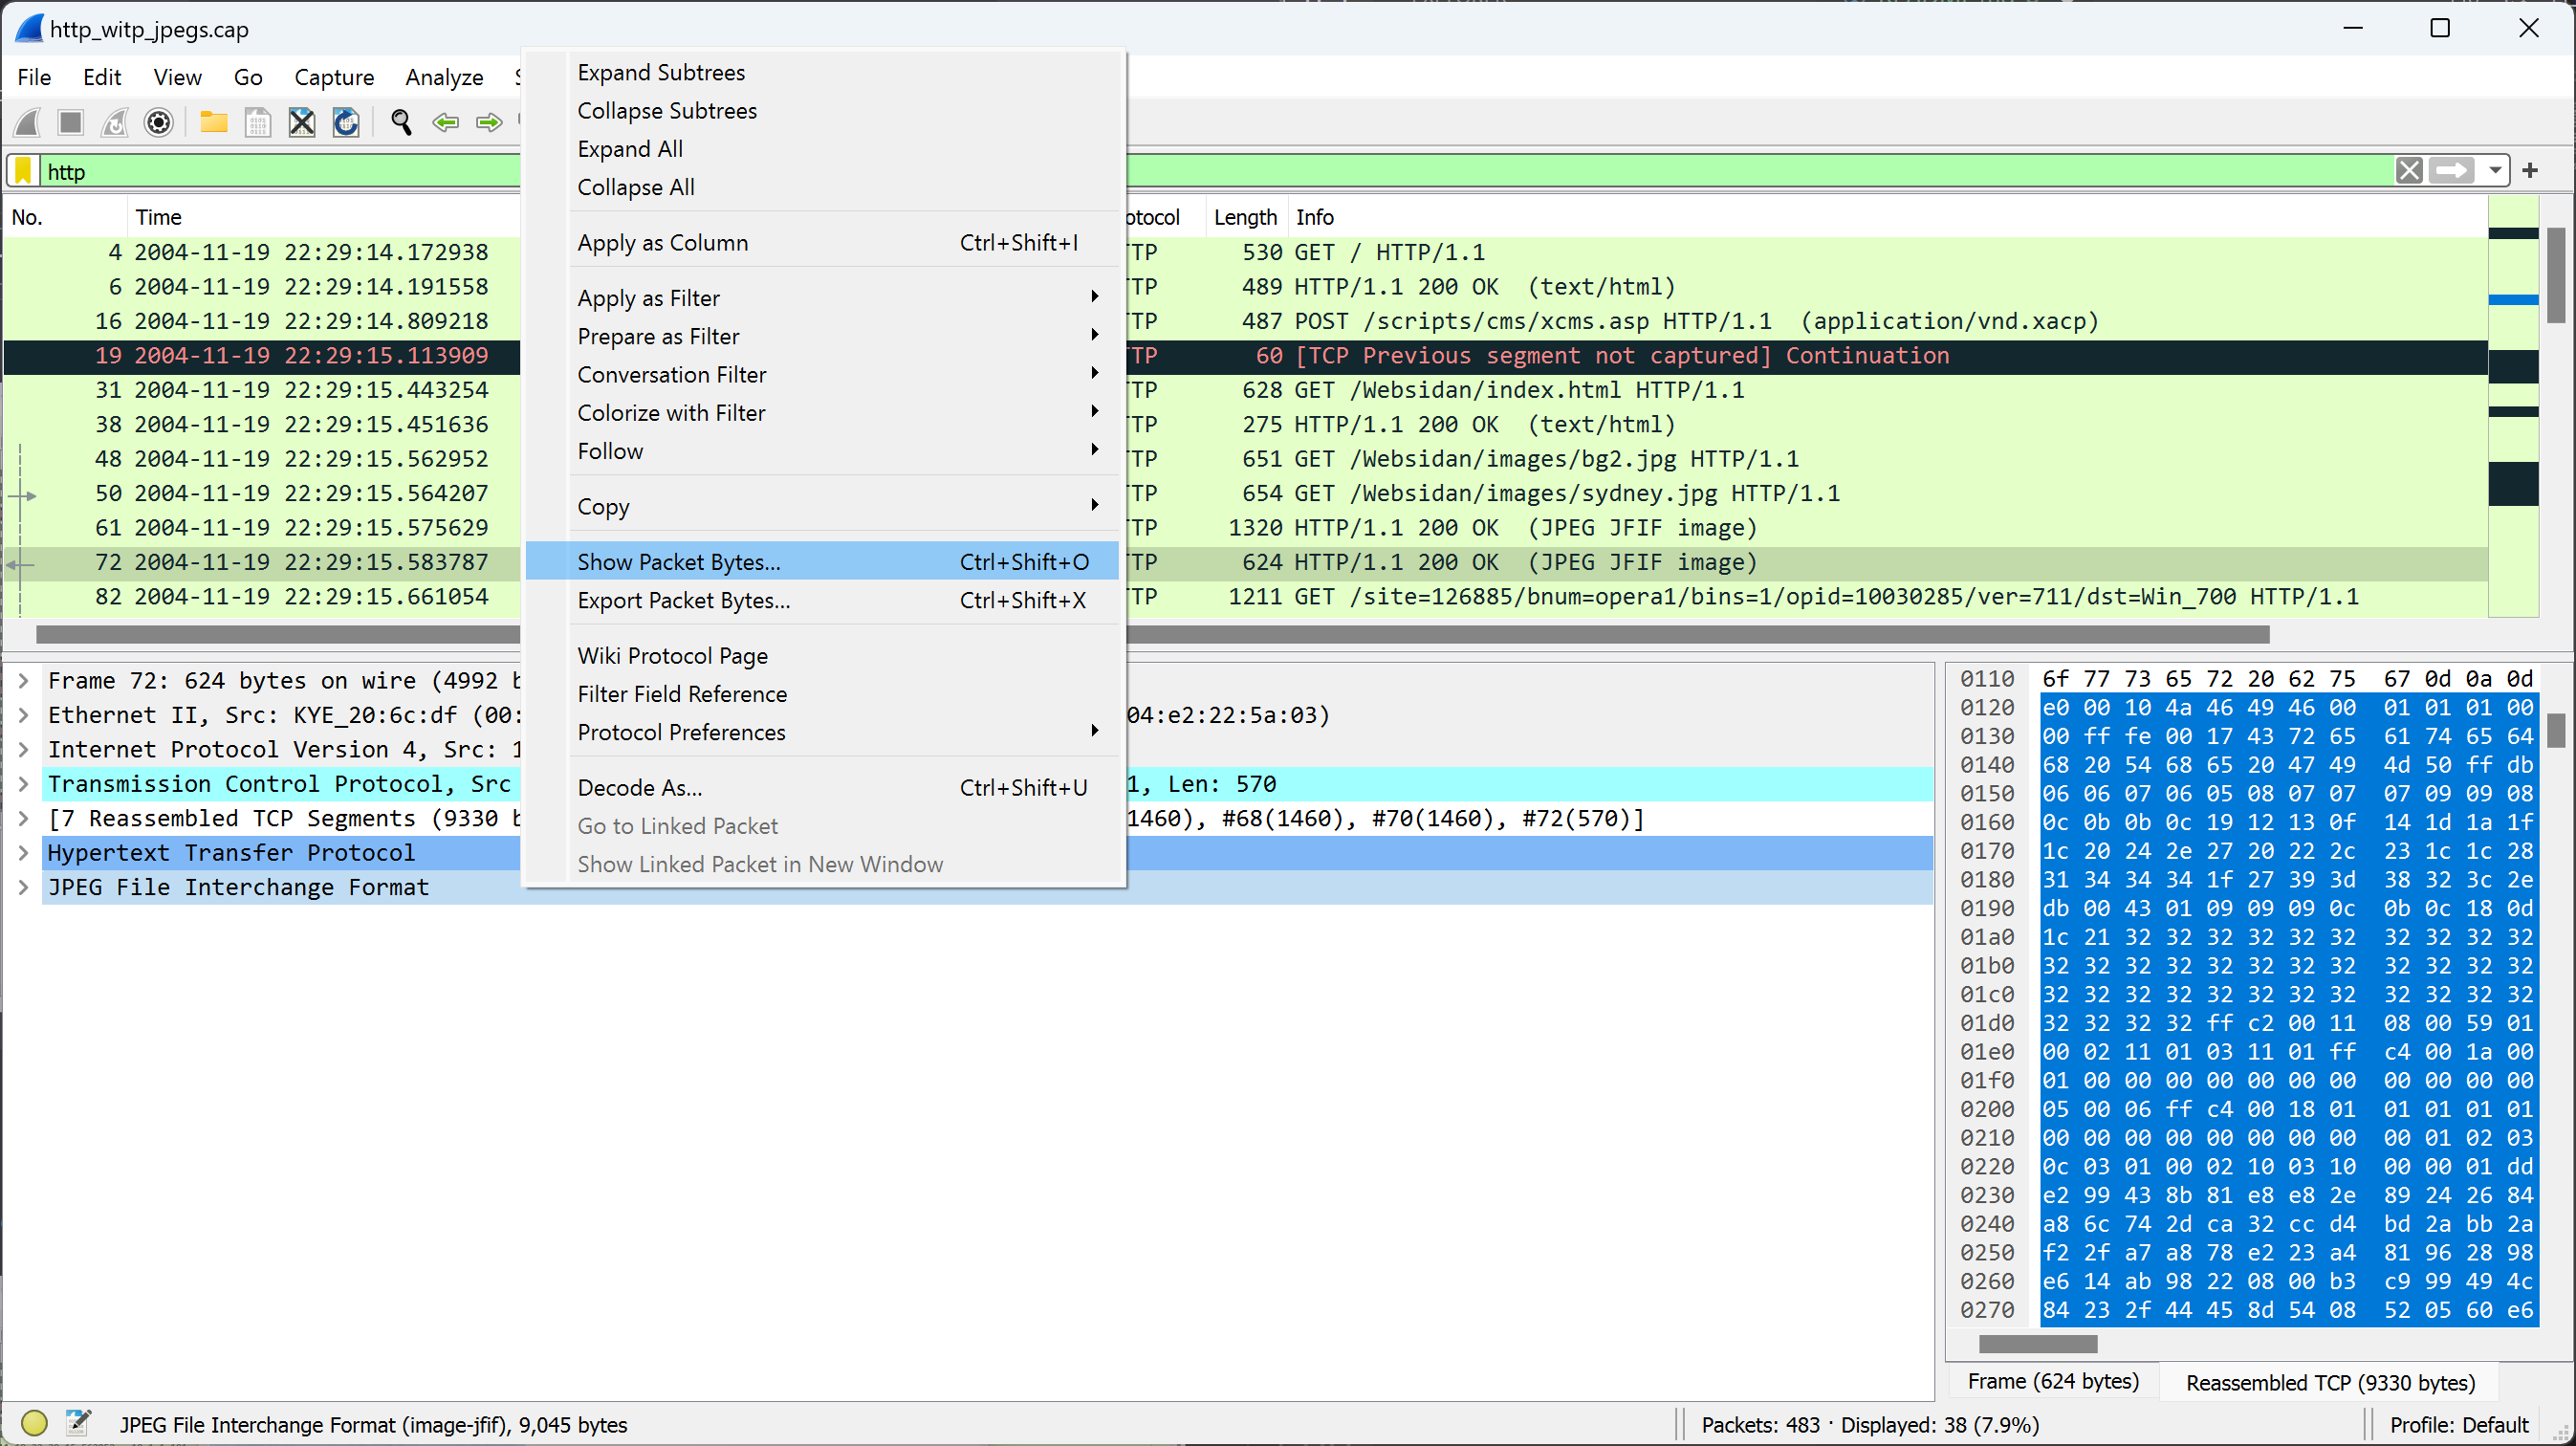 http_witp_jpegs.cap
File Edit View Go Capture Analyze
Expand Subtrees
Collapse Subtrees
Expand All
Collapse All
Apply as Column Ctrl+Shift+I
Apply as Filter
Prepare as Filter
Conversation Filter
Colorize with Filter
Follow
Copy
Show Packet Bytes... Ctrl+Shift+O
Export Packet Bytes... Ctrl+Shift+X
Wiki Protocol Page
Filter Field Reference
Protocol Preferences
Decode As... Ctrl+Shift+U
Go to Linked Packet
Show Linked Packet in New Window
http
No. Time otocol Length Info
4 2004-11-19 22:29:14.172938 TP 530 GET / HTTP/1.1
6 2004-11-19 22:29:14.191558 TP 489 HTTP/1.1 200 OK (text/html)
16 2004-11-19 22:29:14.809218 TP 487 POST /scripts/cms/xcms.asp HTTP/1.1 (application/vnd.xacp)
19 2004-11-19 22:29:15.113909 TP 60 [TCP Previous segment not captured] Continuation
31 2004-11-19 22:29:15.443254 TP 628 GET /Websidan/index.html HTTP/1.1
38 2004-11-19 22:29:15.451636 TP 275 HTTP/1.1 200 OK (text/html)
48 2004-11-19 22:29:15.562952 TP 651 GET /Websidan/images/bg2.jpg HTTP/1.1
50 2004-11-19 22:29:15.564207 TP 654 GET /Websidan/images/sydney.jpg HTTP/1.1
61 2004-11-19 22:29:15.575629 TP 1320 HTTP/1.1 200 OK (JPEG JFIF image)
72 2004-11-19 22:29:15.583787 TP 624 HTTP/1.1 200 OK (JPEG JFIF image)
82 2004-11-19 22:29:15.661054 TP 1211 GET /site=126885/bnum=opera1/bins=1/opid=10030285/ver=711/dst=Win_700 HTTP/1.1
Frame 72: 624 bytes on wire (4992 b
Ethernet II, Src: KYE_20:6c:df (00: 04:e2:22:5a:03)
Internet Protocol Version 4, Src: 1
Transmission Control Protocol, Src 1, Len: 570
[7 Reassembled TCP Segments (9330 b 1460), #68(1460), #70(1460), #72(570)]
Hypertext Transfer Protocol
JPEG File Interchange Format
0110 6f 77 73 65 72 20 62 75 67 0d 0a 0d
0120 e0 00 10 4a 46 49 46 00 01 01 01 00
0130 00 ff fe 00 17 43 72 65 61 74 65 64
0140 68 20 54 68 65 20 47 49 4d 50 ff db
0150 06 06 07 06 05 08 07 07 07 09 09 08
0160 0c 0b 0b 0c 19 12 13 0f 14 1d 1a 1f
0170 1c 20 24 2e 27 20 22 2c 23 1c 1c 28
0180 31 34 34 34 1f 27 39 3d 38 32 3c 2e
0190 db 00 43 01 09 09 09 0c 0b 0c 18 0d
01a0 1c 21 32 32 32 32 32 32 32 32 32 32
01b0 32 32 32 32 32 32 32 32 32 32 32 32
01c0 32 32 32 32 32 32 32 32 32 32 32 32
01d0 32 32 32 32 ff c2 00 11 08 00 59 01
01e0 00 02 11 01 03 11 01 ff c4 00 1a 00
01f0 01 00 00 00 00 00 00 00 00 00 00 00
0200 05 00 06 ff c4 00 18 01 01 01 01 01
0210 00 00 00 00 00 00 00 00 00 01 02 03
0220 0c 03 01 00 02 10 03 10 00 00 01 dd
0230 e2 99 43 8b 81 e8 e8 2e 89 24 26 84
0240 a8 6c 74 2d ca 32 cc d4 bd 2a bb 2a
0250 f2 2f a7 a8 78 e2 23 a4 81 96 28 98
0260 e6 14 ab 98 22 08 00 b3 c9 99 49 4c
0270 84 23 2f 44 45 8d 54 08 52 05 60 e6
Frame (624 bytes) Reassembled TCP (9330 bytes)
JPEG File Interchange Format (image-jfif), 9,045 bytes
Packets: 483 · Displayed: 38 (7.9%)
Profile: Default